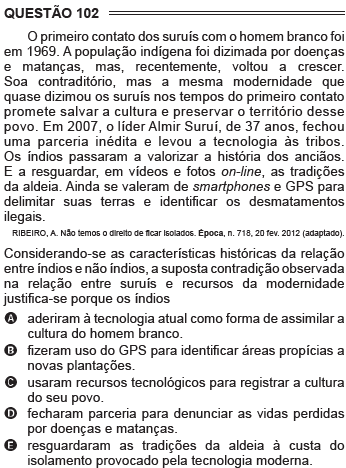 QUESTÃO 102
O primeiro contato dos suruís com o homem branco foi
em 1969. A população indígena foi dizimada por doenças
e matanças, mas, recentemente, voltou a crescer.
Soa contraditório, mas a mesma modernidade que
quase dizimou os suruís nos tempos do primeiro contato
promete salvar a cultura e preservar o território desse
povo. Em 2007, o líder Almir Suruí, de 37 anos, fechou
uma parceria inédita e levou a tecnologia às tribos.
Os índios passaram a valorizar a história dos anciãos.
E a resguardar, em vídeos e fotos on-line, as tradições
da aldeia. Ainda se valeram de smartphones e GPS para
delimitar suas terras e identificar os desmatamentos
ilegais.
RIBEIRO, A. Não temos o direito de ficar isolados. Época, n. 718, 20 fev. 2012 (adaptado).
Considerando-se as características históricas da relação
entre índios e não índios, a suposta contradição observada
na relação entre suruís e recursos da modernidade
justifica-se porque os índios
A aderiram à tecnologia atual como forma de assimilar a
cultura do homem branco.
B fizeram uso do GPS para identificar áreas propícias a
novas plantações.
C usaram recursos tecnológicos para registrar a cultura
do seu povo.
D fecharam parceria para denunciar as vidas perdidas
por doenças e matanças.
E resguardaram as tradições da aldeia à custa do
isolamento provocado pela tecnologia moderna.